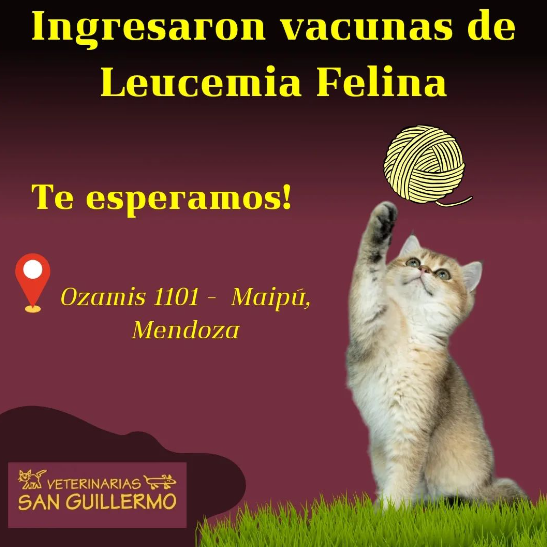 Ingresaron vacunas de
Leucemia Felina
Te esperamos!
Ozamis 1101 - Maipú,
Mendoza
VETERINARIAS
SAN GUILLERMO